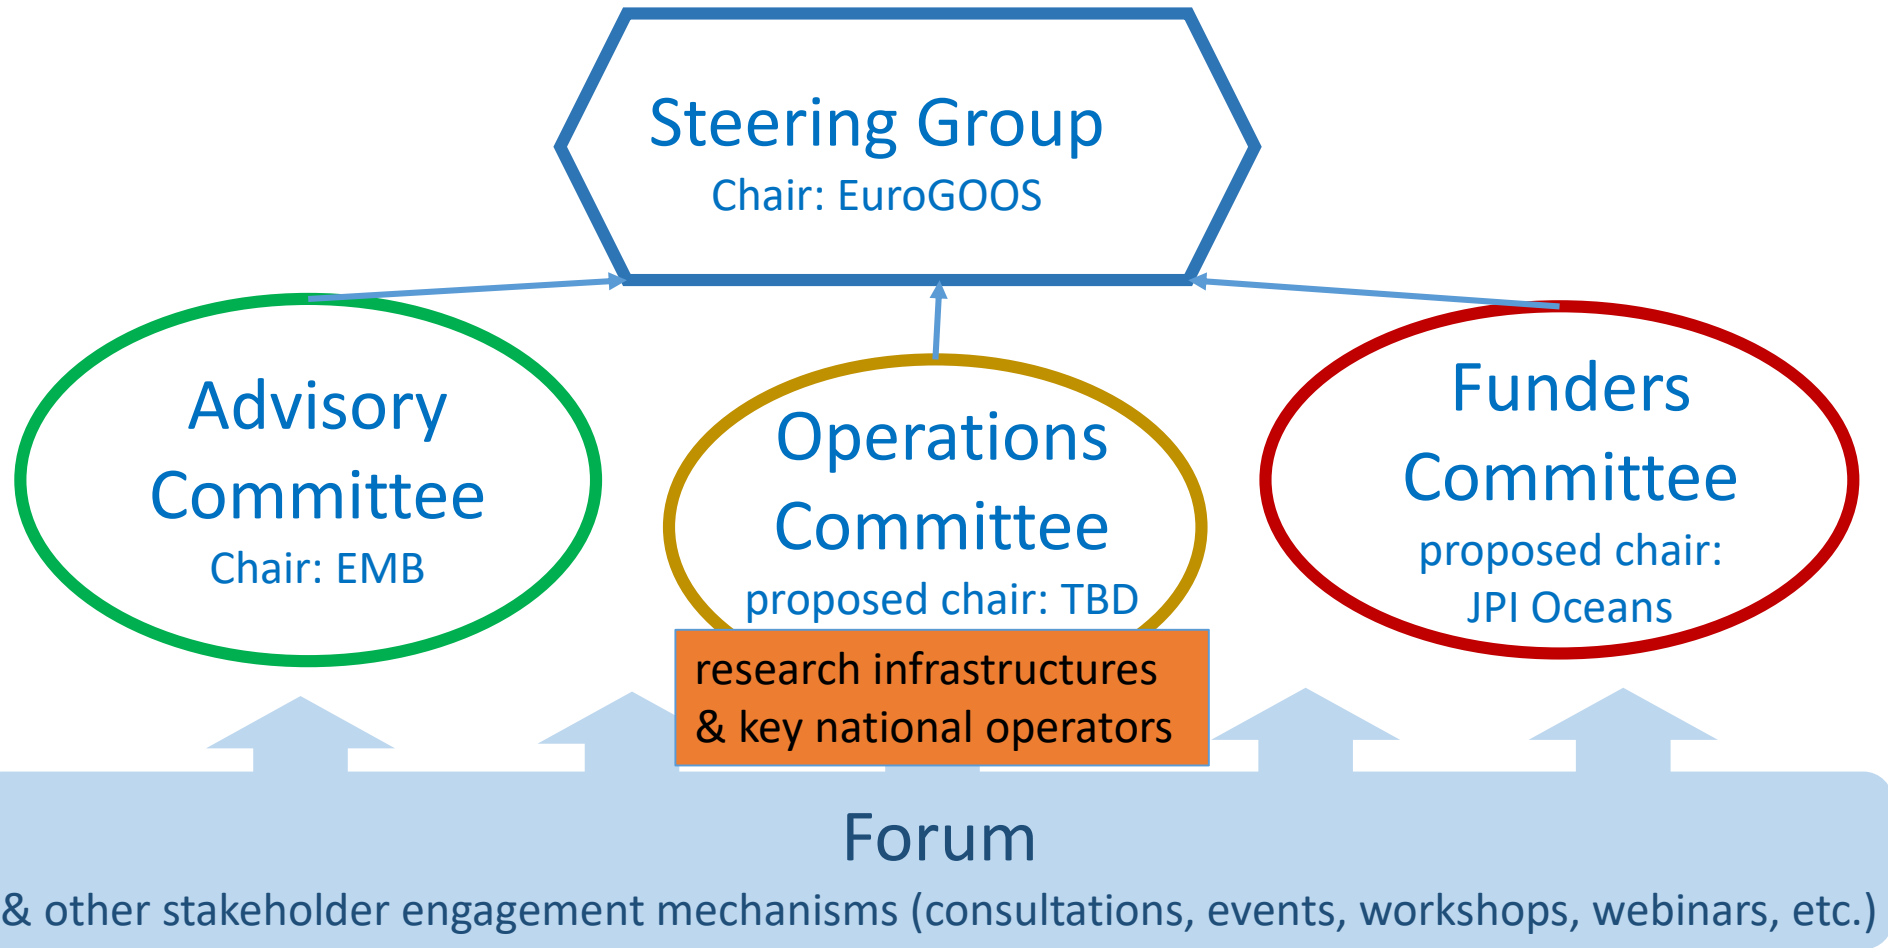 Steering Group
Chair: EuroGOOS
Advisory
Committee
Chair: EMB
Operations
Committee
proposed chair: TBD
research infrastructures
& key national operators
Funders
Committee
proposed chair:
JPI Oceans
Forum
& other stakeholder engagement mechanisms (consultations, events, workshops, webinars, etc.)